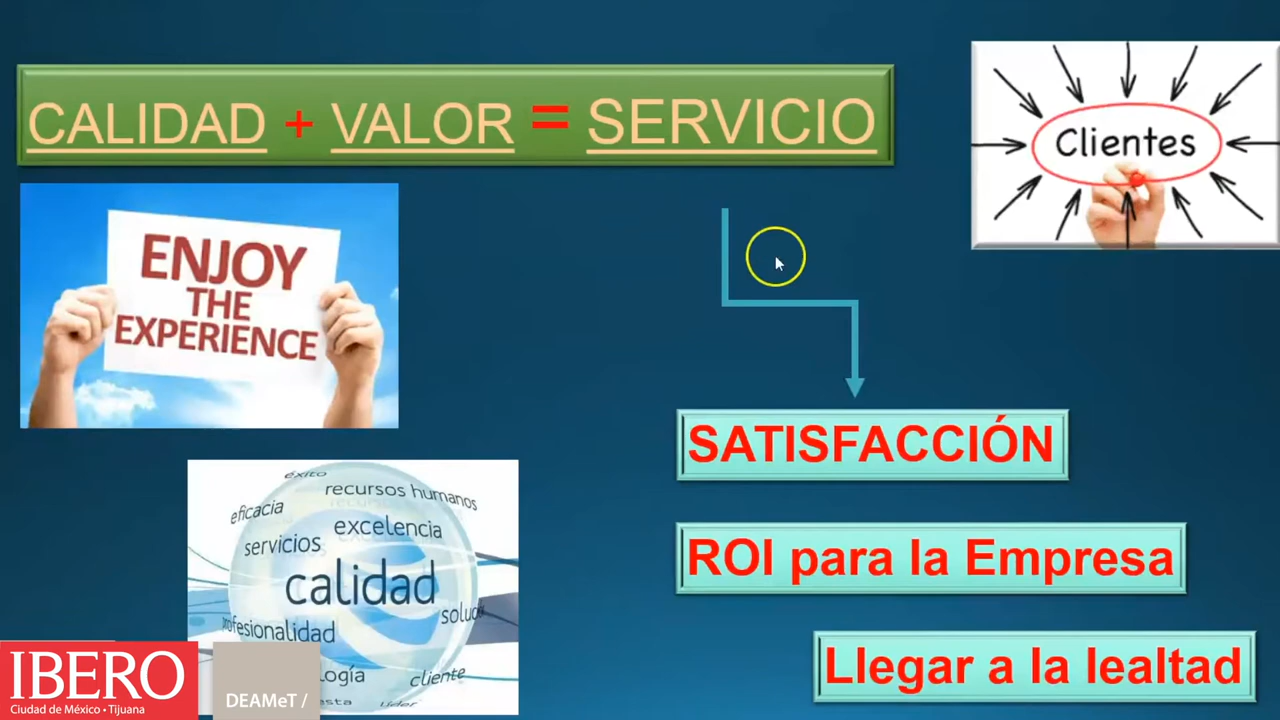 CALIDAD + VALOR = SERVICIO
Clientes
ENJOY
THE
EXPERIENCE
SATISFACCIÓN
ROI para la Empresa
Llegar a la lealtad
éxito
recursos humanos
eficacia
excelencia
servicios
calidad
cliente
IBERO
Ciudad de México • Tijuana
DEAMeT /